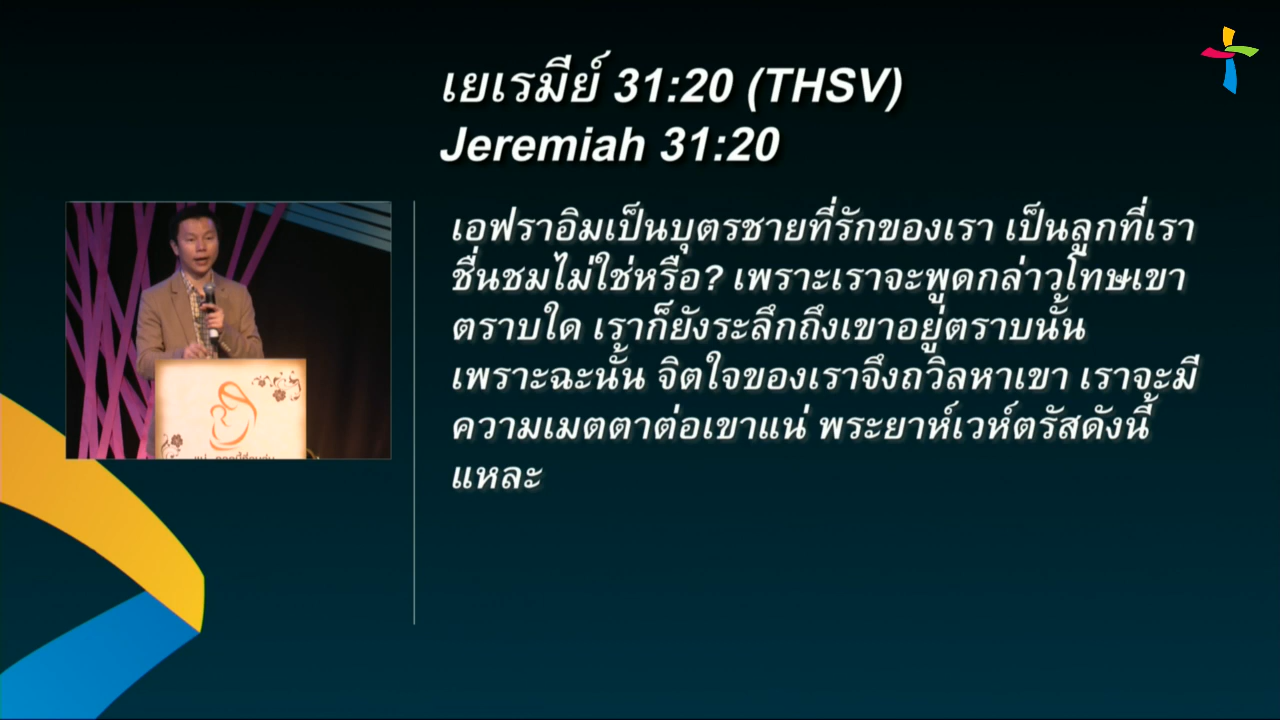 เยเรมีย์ 31:20 (THSV)
Jeremiah 31:20
เอฟราอิมเป็นบุตรชายที่รักของเรา เป็นลูกที่เรา
ชื่นชมไม่ใช่หรือ? เพราะเราจะพูดกล่าวโทษเขา
ตราบใด เราก็ยังระลึกถึงเขาอยู่ตราบนั้น
เพราะฉะนั้น จิตใจของเราจึงถวิลหาเขา เราจะมี
ความเมตตาต่อเขาแน่ พระยาห์เวห์ตรัสดังนี้
แหละ